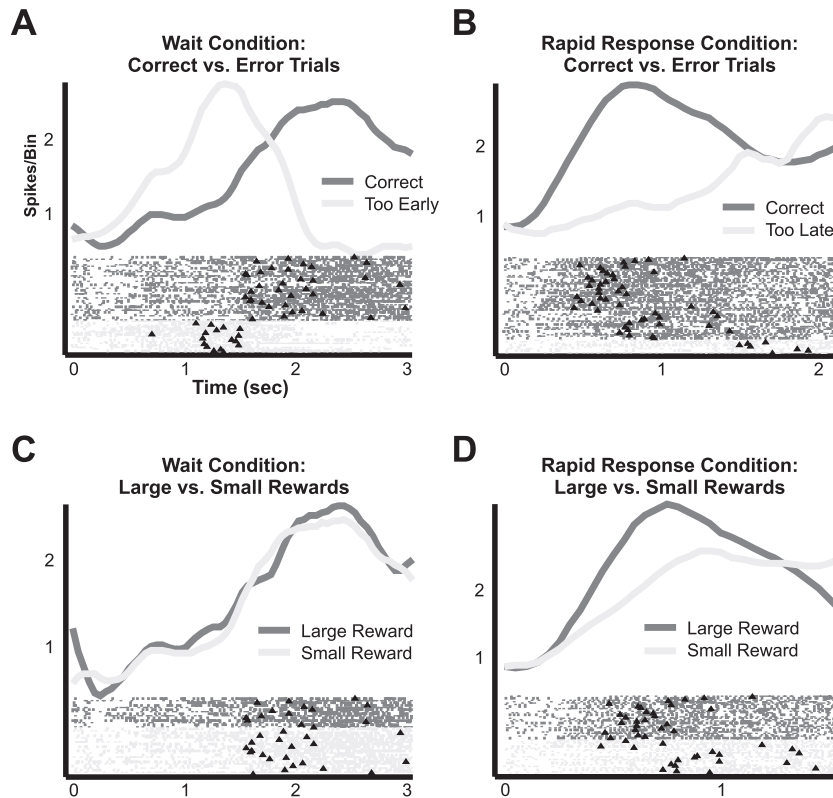 A
Wait Condition:
Correct vs. Error Trials
Spikes/Bin
2
1
Correct
Too Early
0 1 2 3
Time (sec)
B
Rapid Response Condition:
Correct vs. Error Trials
2
1
Correct
Too Late
0 1 2
C
Wait Condition:
Large vs. Small Rewards
2
1
Large Reward
Small Reward
0 1 2 3
D
Rapid Response Condition:
Large vs. Small Rewards
2
1
Large Reward
Small Reward
0 1